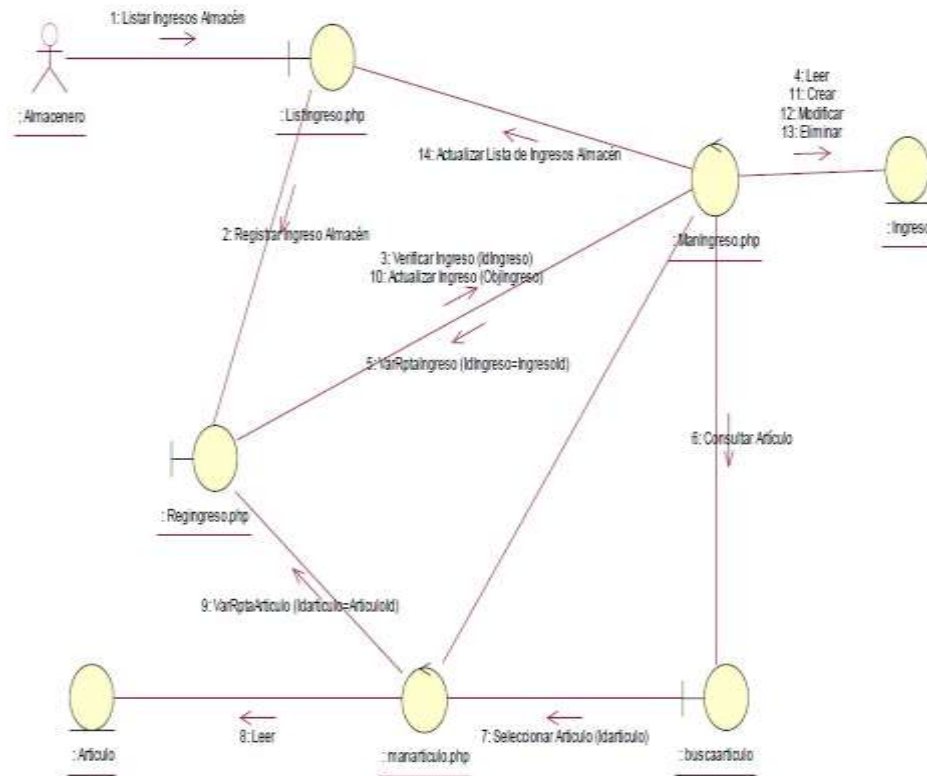 1: Listar Ingresos Almacén
: Almacenero
: ListIngreso.php
4: Leer
11: Crear
12: Modificar
13: Eliminar
14: Actualizar Lista de Ingresos Almacén
: ManIngreso.php
: Ingreso
2: Registrar Ingreso Almacén
3: Verificar Ingreso (IdIngreso)
10: Actualizar Ingreso (ObjIngreso)
5: VarRptaIngreso (IdIngreso=IngresoId)
6: Consultar Artículo
: RegIngreso.php
9: VarRptaArticulo (Idarticulo=ArticuloId)
8: Leer
7: Seleccionar Artículo (Idarticulo)
: Artículo
: manarticulo.php
: buscaarticulo